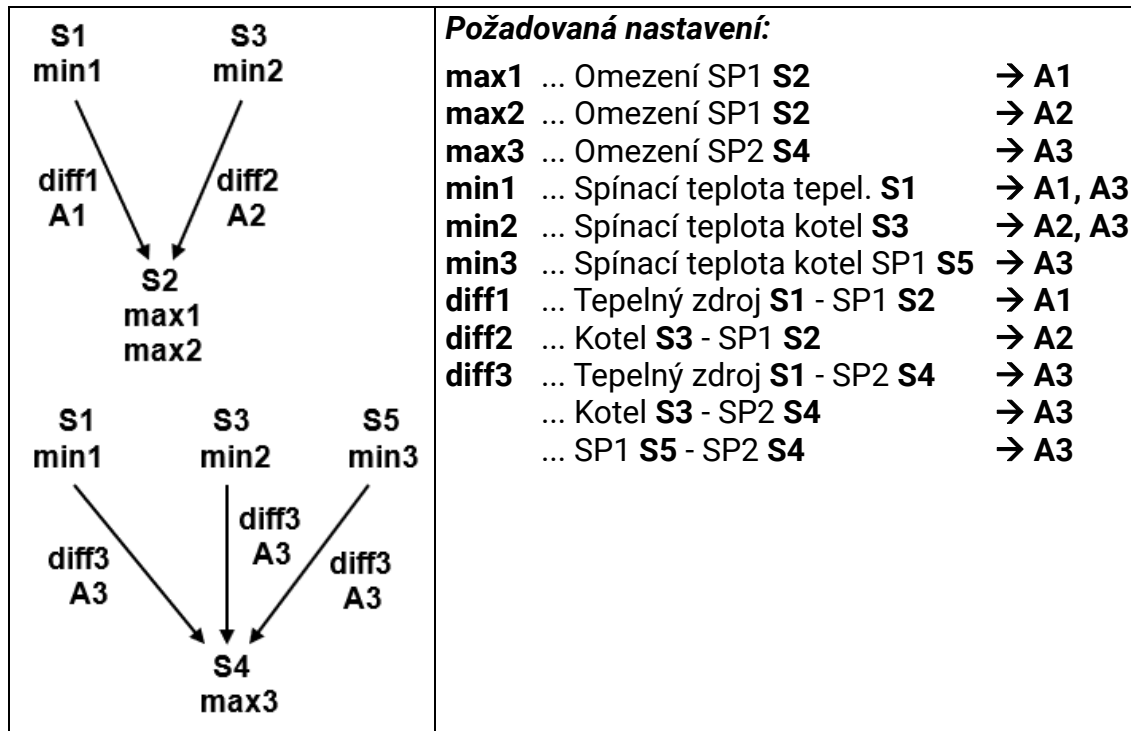 S1 S3
min1 min2
diff1 diff2
A1 A2
S2
max1
max2
S1 S3 S5
min1 min2 min3
diff3
A3
diff3 diff3
A3 A3
S4
max3
Požadovaná nastavení:
max1 ... Omezení SP1 S2 → A1
max2 ... Omezení SP1 S2 → A2
max3 ... Omezení SP2 S4 → A3
min1 ... Spínací teplota tepel. S1 → A1, A3
min2 ... Spínací teplota kotel S3 → A2, A3
min3 ... Spínací teplota kotel SP1 S5 → A3
diff1 ... Tepelný zdroj S1 - SP1 S2 → A1
diff2 ... Kotel S3 - SP1 S2 → A2
diff3 ... Tepelný zdroj S1 - SP2 S4 → A3
... Kotel S3 - SP2 S4 → A3
... SP1 S5 - SP2 S4 → A3